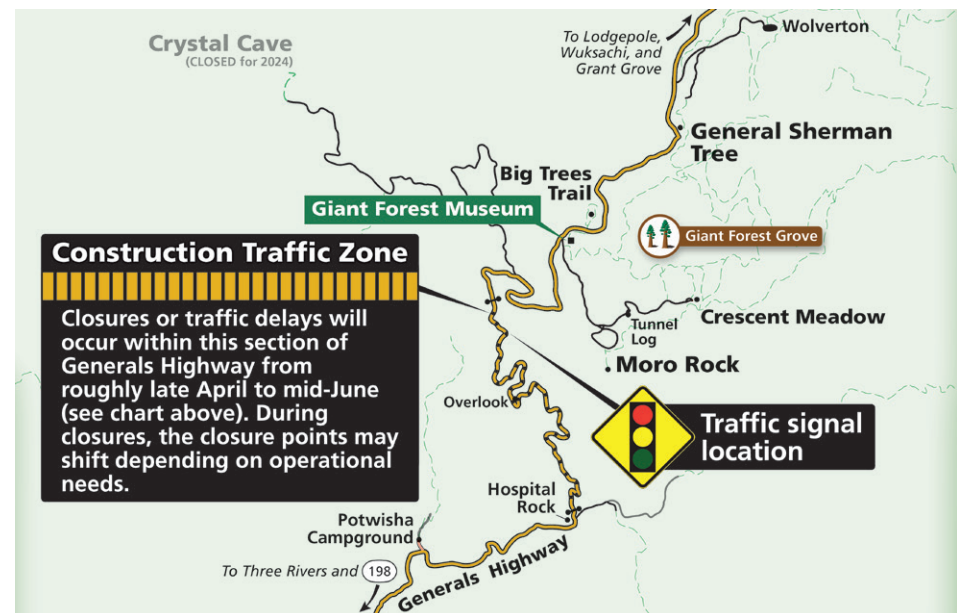 Crystal Cave
(CLOSED for 2024)
To Lodgepole,
Wuksachi, and
Grant Grove
Wolverton
General Sherman
Tree
Big Trees
Trail
Giant Forest Museum
Giant Forest Grove
Construction Traffic Zone
Closures or traffic delays will
occur within this section of
Generals Highway from
roughly late April to mid-June
(see chart above). During
closures, the closure points may
shift depending on operational
needs.
Crescent Meadow
Tunnel
Log
Moro Rock
Overlook
Traffic signal
location
Hospital
Rock
Potwisha
Campground
To Three Rivers and 198
Generals Highway